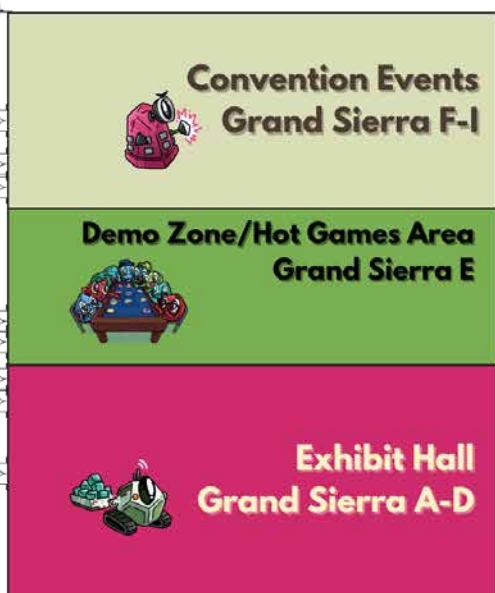 Convention Events
Grand Sierra F-I
Demo Zone/Hot Games Area
Grand Sierra E
Exhibit Hall
Grand Sierra A-D